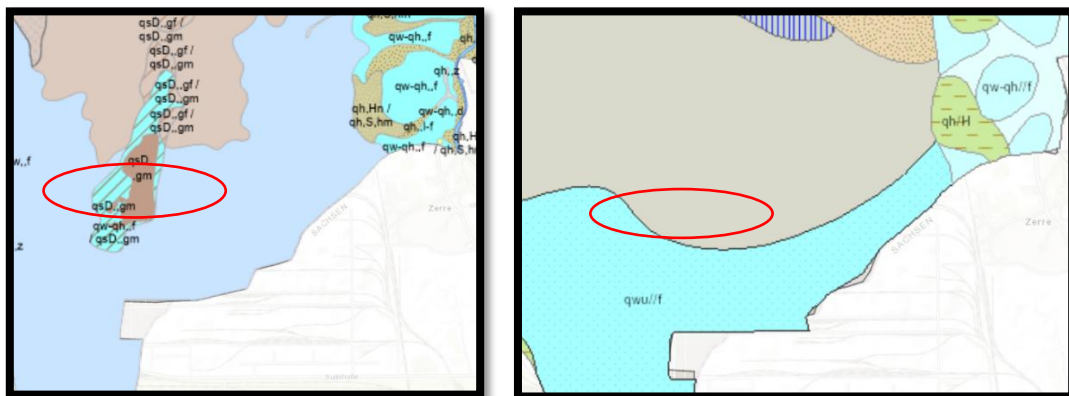 qsD,,gf /
qsD,,gm
qsD,,gf /
qsD,,gm
qsD,,gf /
qsD,,gm
qsD,,gf /
qsD,,gm
qsD
,gm
qsD,,gm
qw-qh,,f
/ qsD,,gm
w,,f
,z
qw-qh,,f
qh,
qh,,z
qw-qh,,f
qh,Hn /
qh,S,hm
qw-qh,,d
qh,,l-f
qw-qh,,f
qh,H
/ qh,S,h
SACHSEN
Zerre
qw-qh//f
qh//H
SACHSEN
Zerre
qwu//f